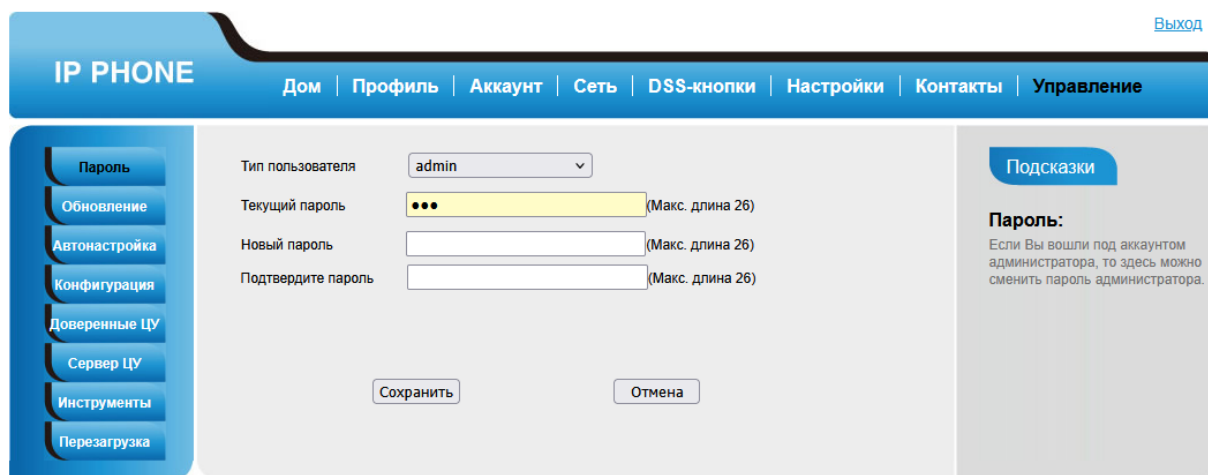 Выход
IP PHONE
Дом | Профиль | Аккаунт | Сеть | DSS-кнопки | Настройки | Контакты | Управление
Пароль
Обновление
Автонастройка
Конфигурация
Доверенные ЦУ
Сервер ЦУ
Инструменты
Перезагрузка
Тип пользователя admin
Текущий пароль ●●● (Макс. длина 26)
Новый пароль (Макс. длина 26)
Подтвердите пароль (Макс. длина 26)
Сохранить Отмена
Подсказки
Пароль:
Если Вы вошли под аккаунтом
администратора, то здесь можно
сменить пароль администратора.